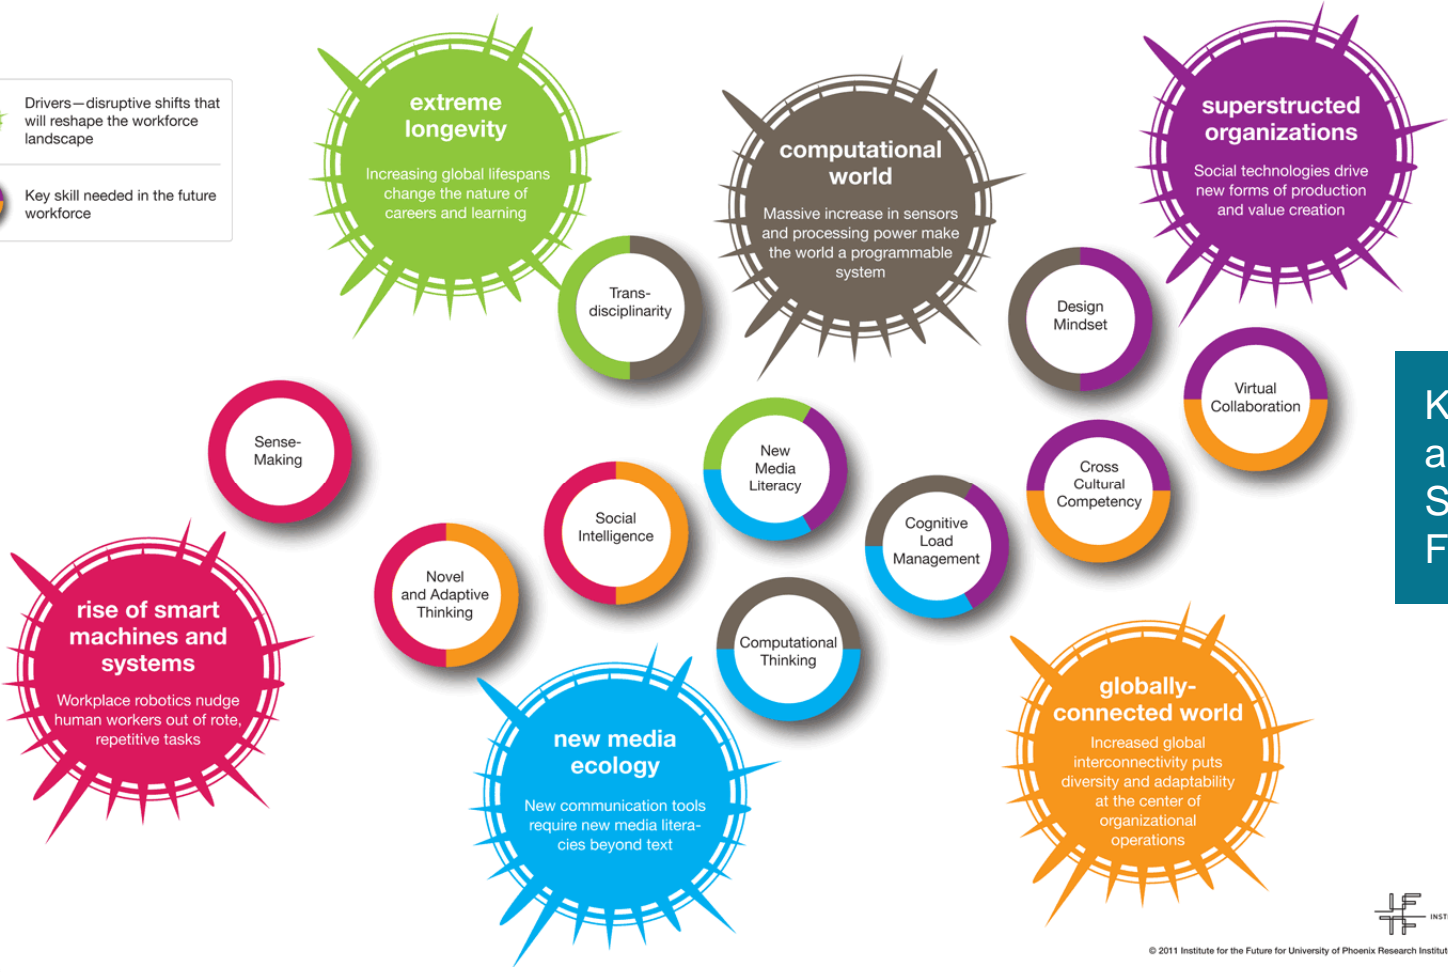 Drivers—disruptive shifts that
will reshape the workforce
landscape
Key skill needed in the future
workforce
extreme
longevity
Increasing global lifespans
change the nature of
careers and learning
computational
world
Massive increase in sensors
and processing power make
the world a programmable
system
superstructed
organizations
Social technologies drive
new forms of production
and value creation
Trans-
disciplinarity
Design
Mindset
Virtual
Collaboration
Sense-
Making
New
Media
Literacy
Cross
Cultural
Competency
Social
Intelligence
Cognitive
Load
Management
Novel
and Adaptive
Thinking
Computational
Thinking
rise of smart
machines and
systems
Workplace robotics nudge
human workers out of rote,
repetitive tasks
new media
ecology
New communication tools
require new media litera-
cies beyond text
globally-
connected world
Increased global
interconnectivity puts
diversity and adaptability
at the center of
organizational
operations
K
a
S
F
© 2011 Institute for the Future for University of Phoenix Research Institut